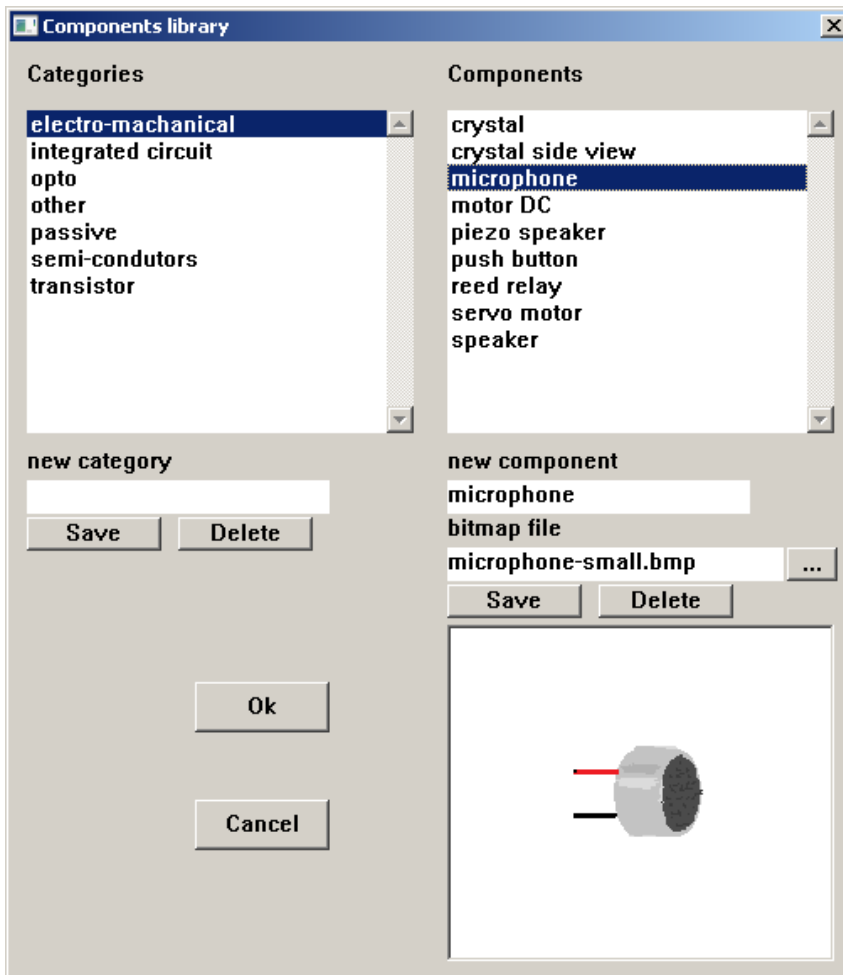 Components library
Categories
electro-machanical
integrated circuit
opto
other
passive
semi-condutors
transistor
new category
Save Delete
Ok
Cancel
Components
crystal
crystal side view
microphone
motor DC
piezo speaker
push button
reed relay
servo motor
speaker
new component
microphone
bitmap file
microphone-small.bmp ...
Save Delete